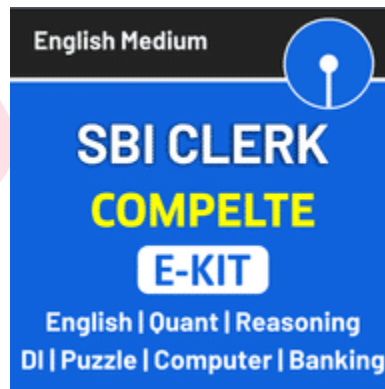 English Medium
SBI CLERK
COMPELTE
E-KIT
English | Quant | Reasoning
DI | Puzzle | Computer | Banking